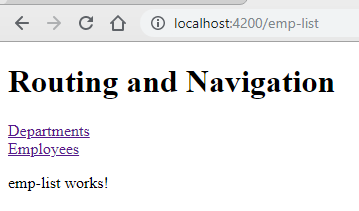 localhost:4200/emp-list
Routing and Navigation
Departments
Employees
emp-list works!